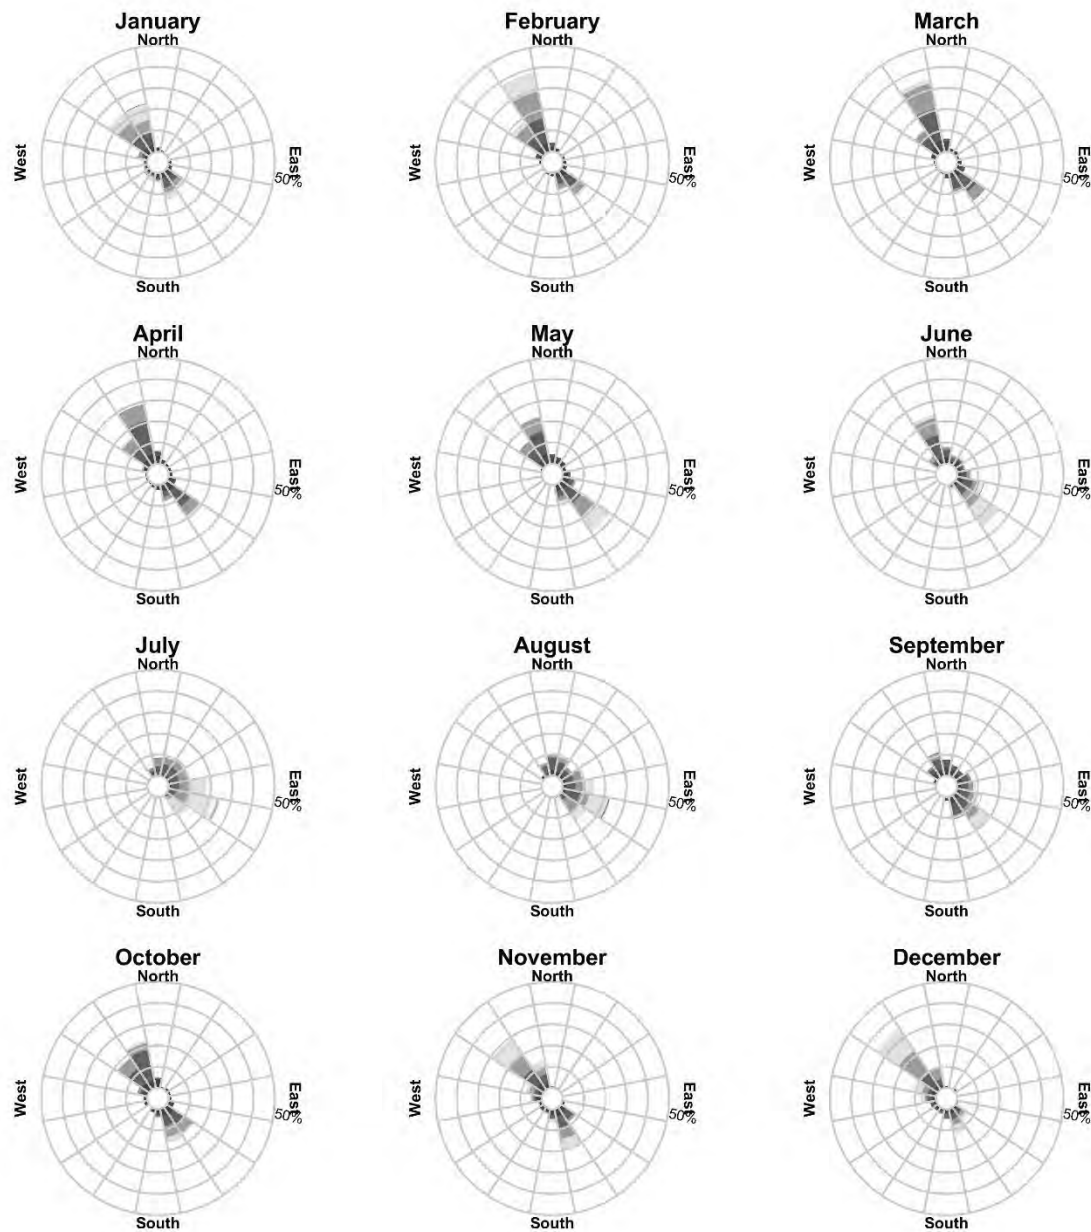 January February March
North North North
West East 50% West East 50% West East 50%
South South South
April May June
North North North
West East 50% West East 50% West East 50%
South South South
July August September
North North North
West East 50% West East 50% West East 50%
South South South
October November December
North North North
West East 50% West East 50% West East 50%
South South South